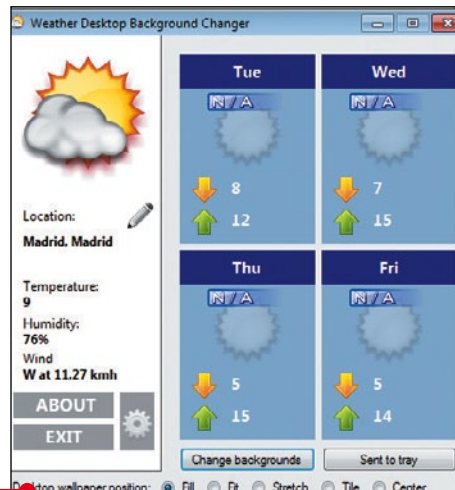 Weather Desktop Background Changer
Location:
Madrid. Madrid
Temperature:
9
Humidity:
76%
Wind
W at 11.27 kmh
ABOUT
EXIT
Tue
N/A
8
12
Wed
N/A
7
15
Thu
N/A
5
15
Fri
N/A
5
14
Change backgrounds
Sent to tray
Desktop wallpaper position: Fill Fit Stretch Tile Center